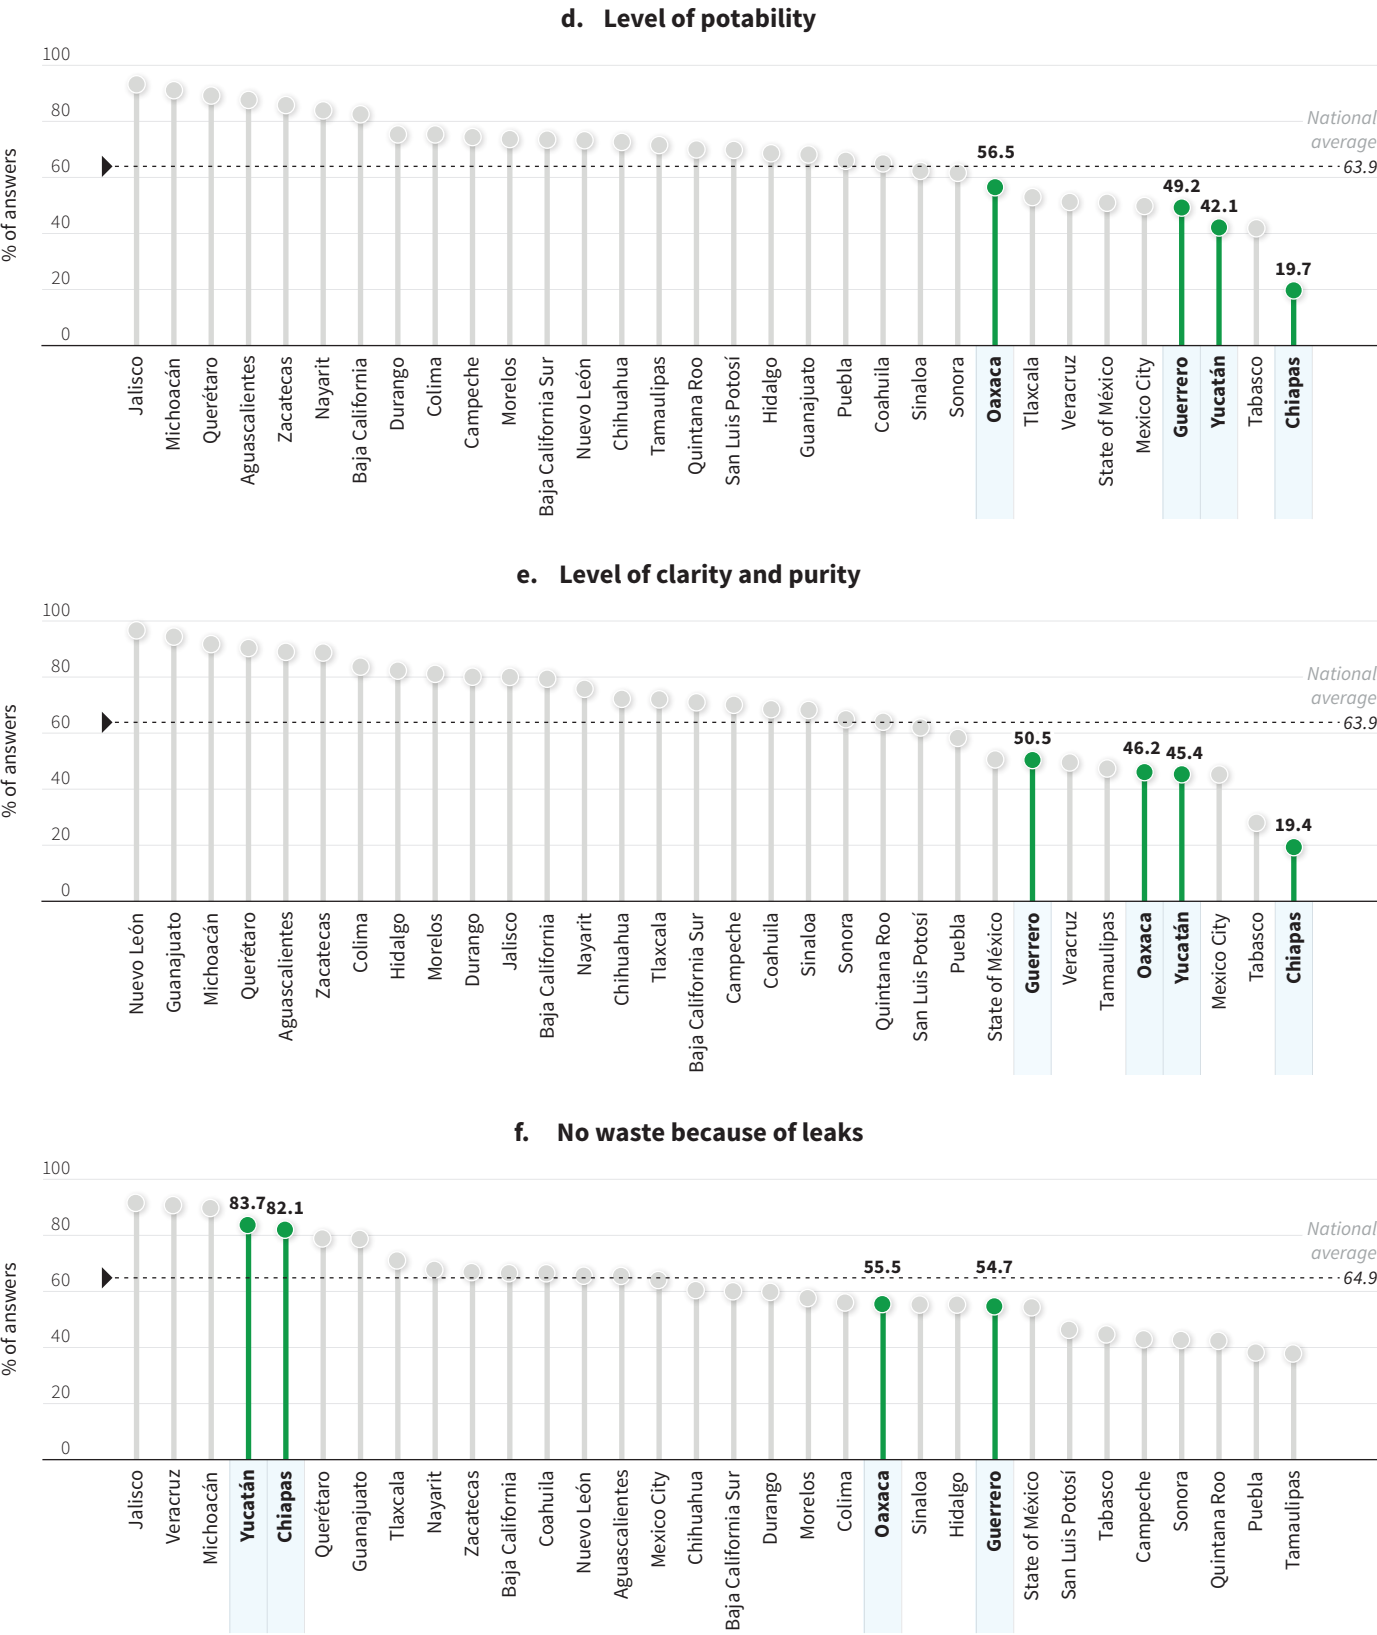 d. Level of potability
% of answers
100
80
60
40
20
0
National
average
63.9
56.5
49.2
42.1
19.7
Jalisco
Michoacán
Querétaro
Aguascalientes
Zacatecas
Nayarit
Baja California
Durango
Colima
Campeche
Morelos
Baja California Sur
Nuevo León
Chihuahua
Tamaulipas
Quintana Roo
San Luis Potosí
Hidalgo
Guanajuato
Puebla
Coahuila
Sinaloa
Sonora
Oaxaca
Tlaxcala
Veracruz
State of México
Mexico City
Guerrero
Yucatán
Tabasco
Chiapas
e. Level of clarity and purity
% of answers
100
80
60
40
20
0
National
average
63.9
50.5
46.2
45.4
19.4
Nuevo León
Guanajuato
Michoacán
Querétaro
Aguascalientes
Zacatecas
Colima
Hidalgo
Morelos
Durango
Jalisco
Baja California
Nayarit
Chihuahua
Tlaxcala
Baja California Sur
Campeche
Coahuila
Sinaloa
Sonora
Quintana Roo
San Luis Potosí
Puebla
State of México
Guerrero
Veracruz
Tamaulipas
Oaxaca
Yucatán
Mexico City
Tabasco
Chiapas
f. No waste because of leaks
% of answers
100
80
60
40
20
0
National
average
64.9
83.7
82.1
55.5
54.7
Jalisco
Veracruz
Michoacán
Yucatán
Chiapas
Querétaro
Guanajuato
Tlaxcala
Nayarit
Zacatecas
Baja California
Coahuila
Nuevo León
Aguascalientes
Mexico City
Chihuahua
Baja California Sur
Durango
Morelos
Colima
Oaxaca
Sinaloa
Hidalgo
Guerrero
State of México
San Luis Potosí
Tabasco
Campeche
Sonora
Quintana Roo
Puebla
Tamaulipas